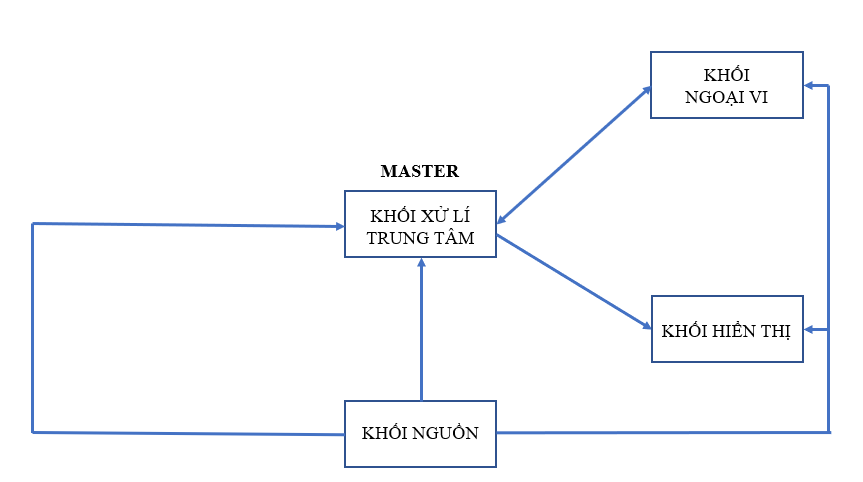 KHỐI
NGOẠI VI
MASTER
KHỐI XỬ LÍ
TRUNG TÂM
KHỐI HIỂN THỊ
KHỐI NGUỒN